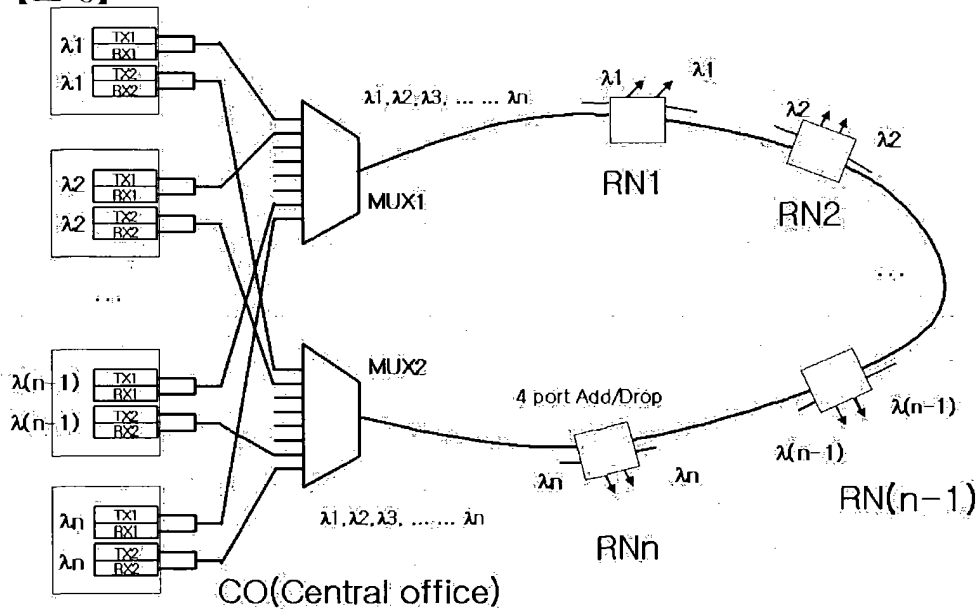 λ1
TX1
RX1
λ1
TX2
RX2
λ2
TX1
RX1
λ2
TX2
RX2
...
λ(n-1)
TX1
RX1
λ(n-1)
TX2
RX2
λn
TX1
RX1
λn
TX2
RX2
CO(Central office)
MUX1
MUX2
λ1,λ2,λ3, ... ... λn
λ1,λ2,λ3, ... ... λn
λ1
λ1
RN1
λ2
λ2
RN2
...
λ(n-1)
λ(n-1)
RN(n-1)
4 port Add/Drop
λn
λn
RNn